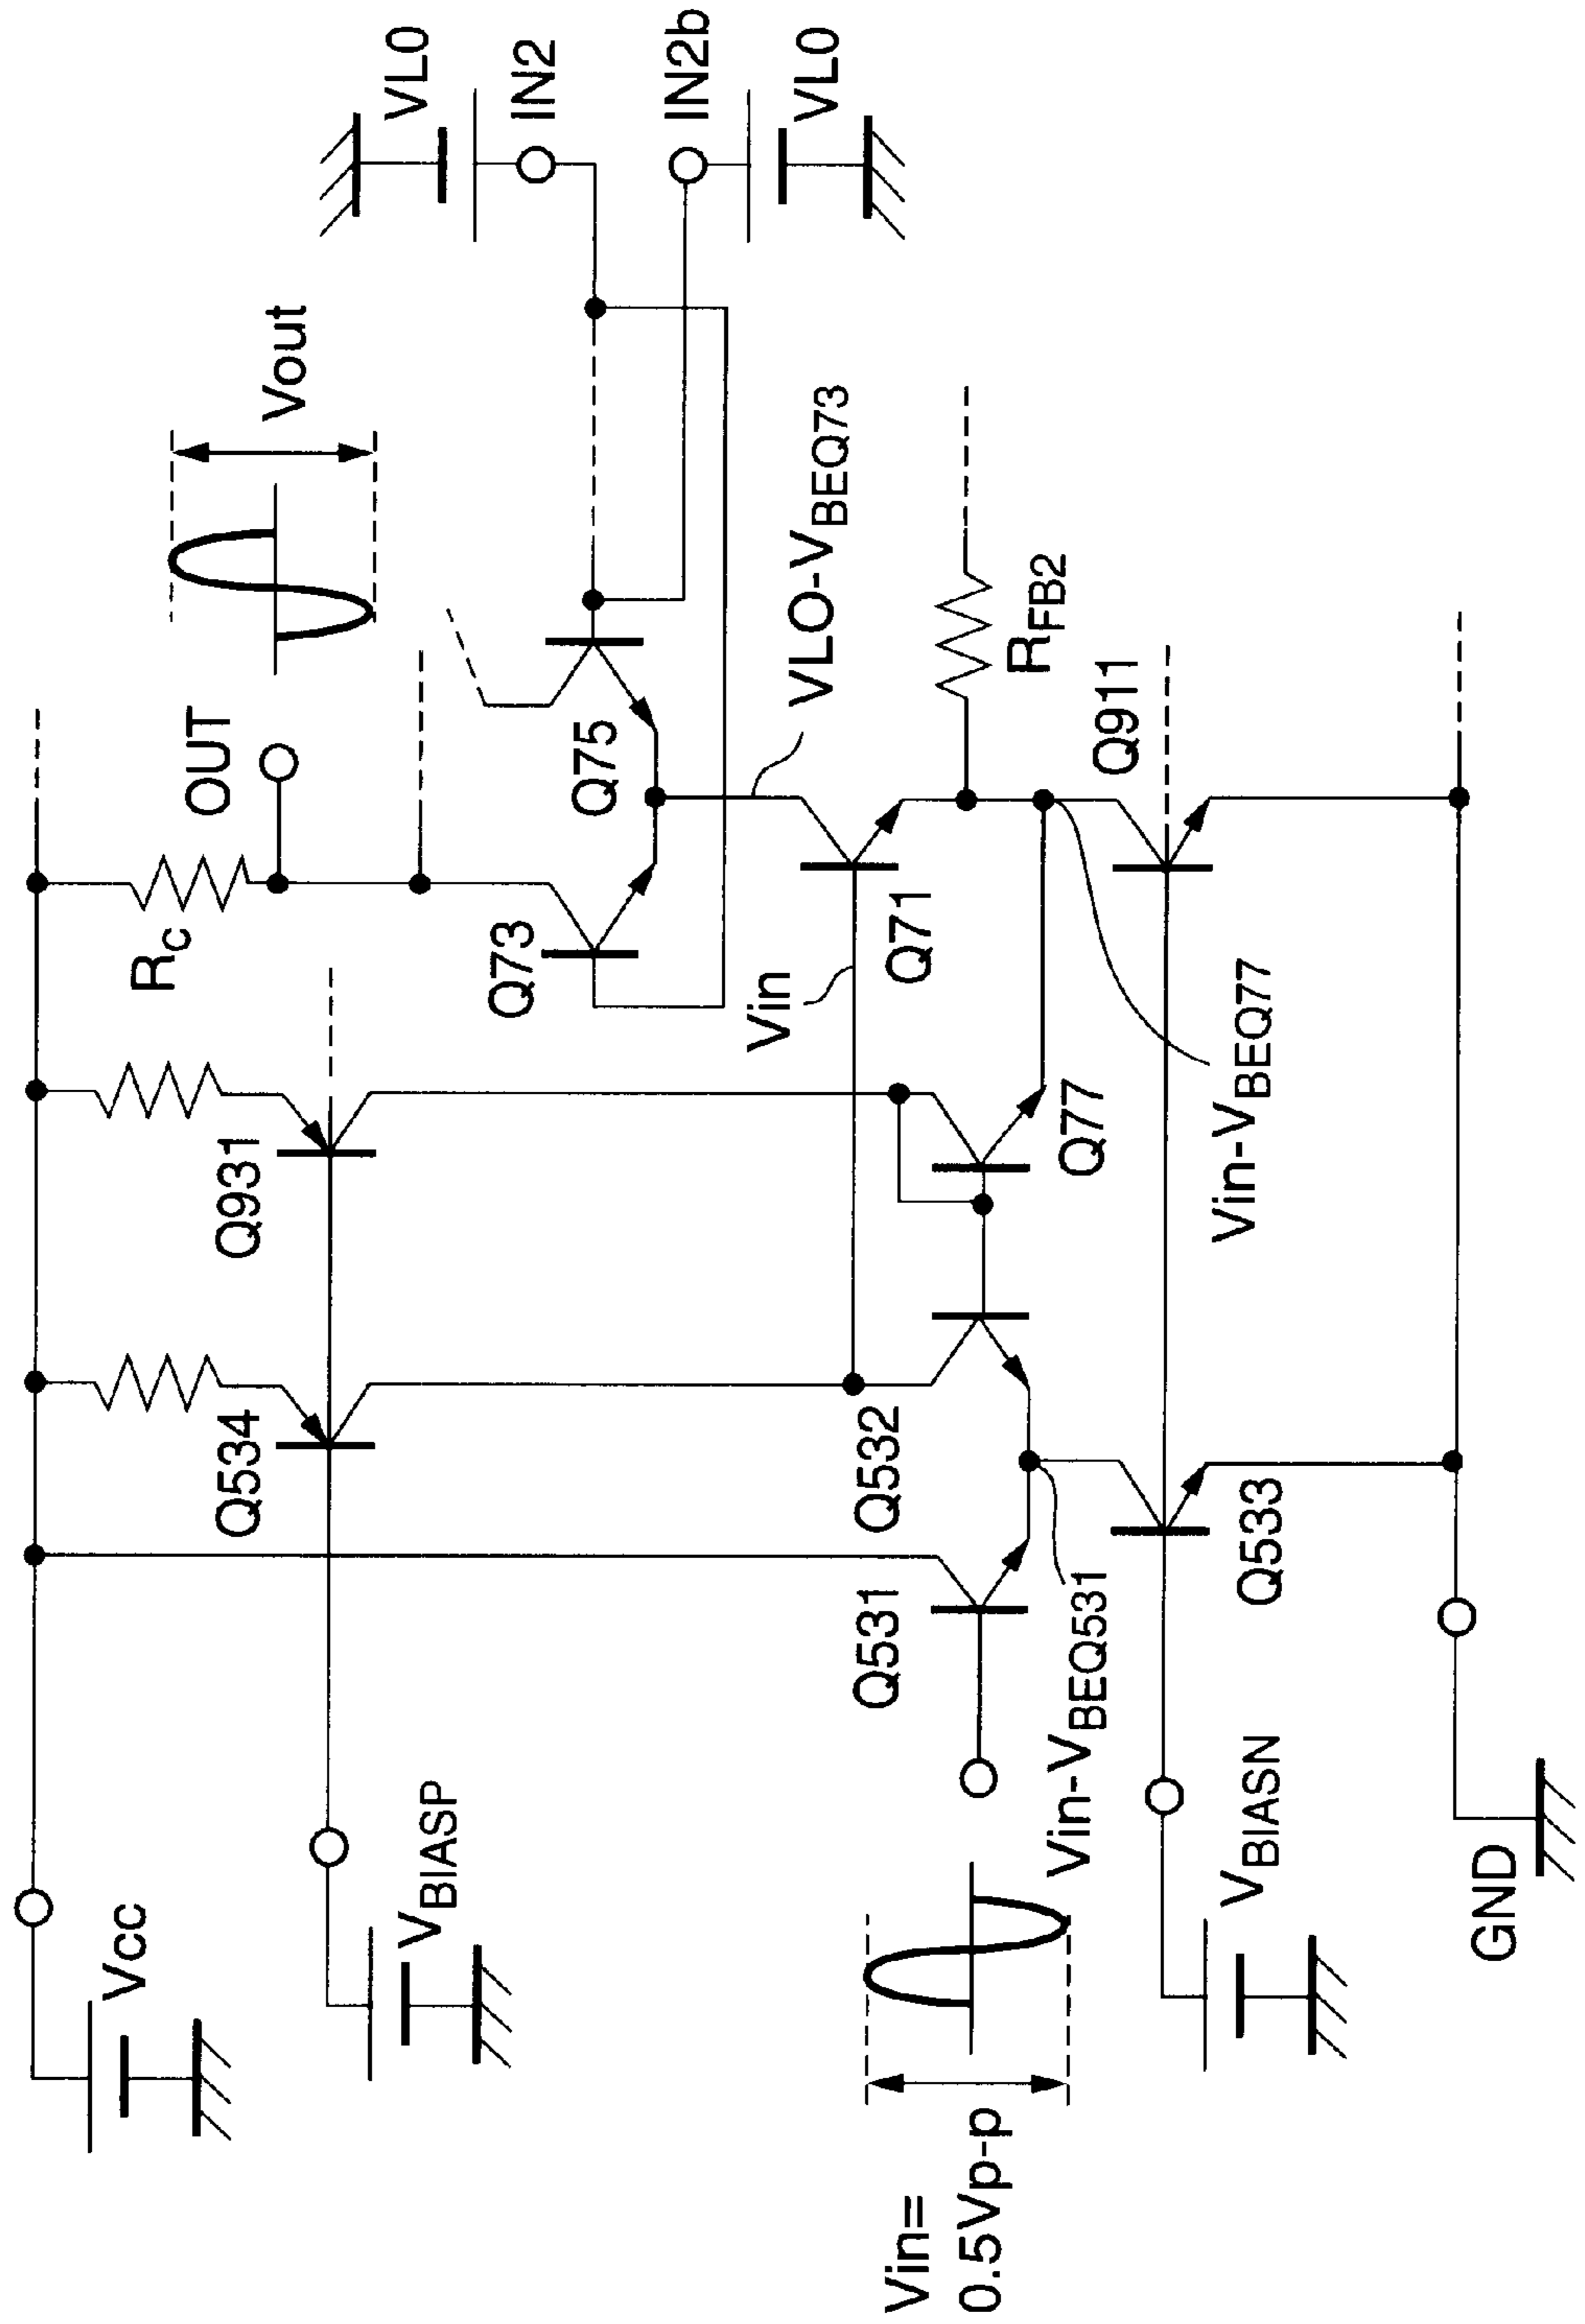 Vcc
VBIASP
Vin=
0.5Vp-p
Vin-VBEQ531
VBIASN
GND
Q534
Q931
Q531
Q532
Q533
Q77
Vin-VBEQ77
Vin
Q71
Q73
Q75
RC
OUT
Vout
VLO-VBEQ73
RFB2
Q911
VL0
IN2
IN2b
VL0